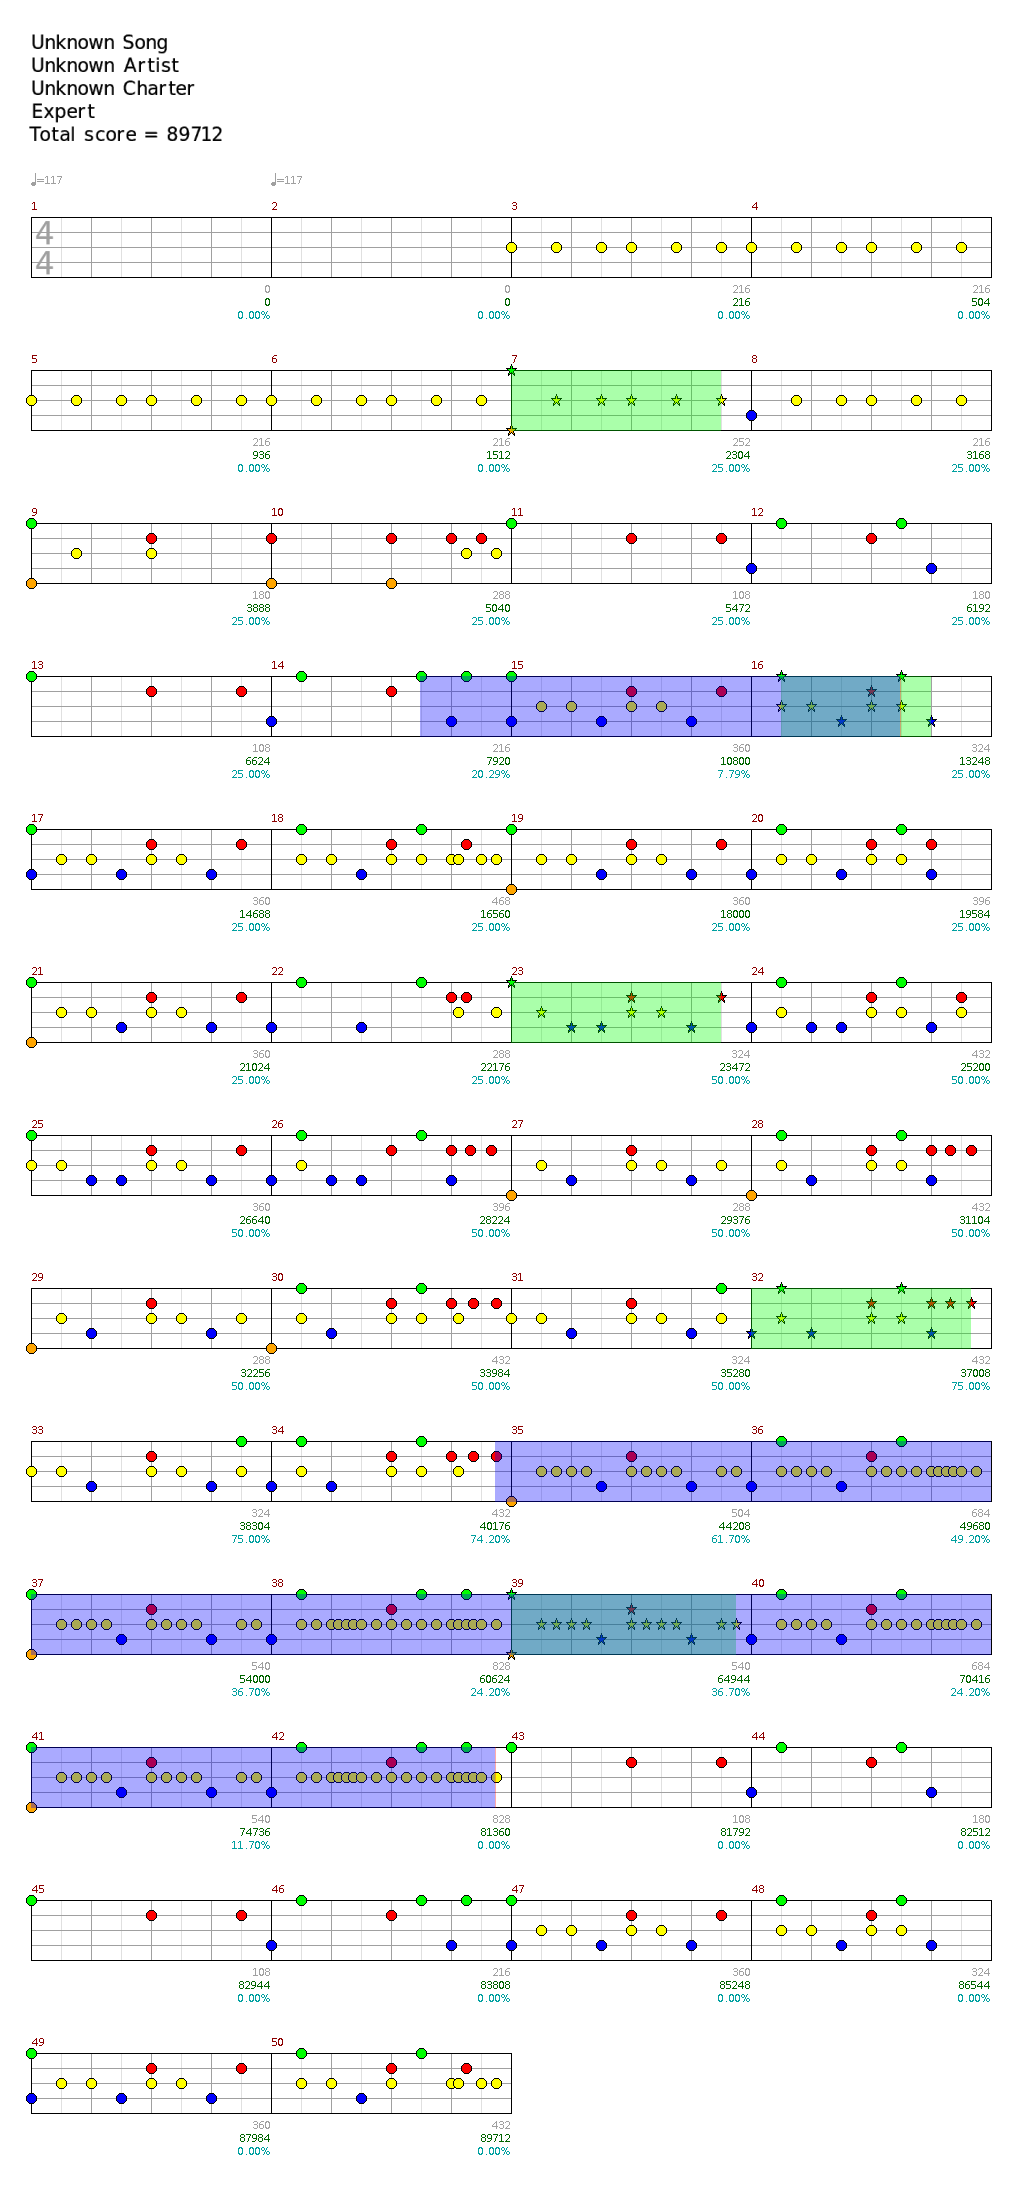 Unknown Song
Unknown Artist
Unknown Charter
Expert
Total score = 89712
♩=117 ♩=117
1 2 3 4
4
4
0 0 216 216
0 0 216 504
0.00% 0.00% 0.00% 0.00%
5 6 7 8
216 216 252 216
936 1512 2304 3168
0.00% 0.00% 25.00% 25.00%
9 10 11 12
180 288 108 180
3888 5040 5472 6192
25.00% 25.00% 25.00% 25.00%
13 14 15 16
108 216 360 324
6624 7920 10800 13248
25.00% 20.29% 7.79% 25.00%
17 18 19 20
360 468 360 396
14688 16560 18000 19584
25.00% 25.00% 25.00% 25.00%
21 22 23 24
360 288 324 432
21024 22176 23472 25200
25.00% 25.00% 50.00% 50.00%
25 26 27 28
360 396 288 432
26640 28224 29376 31104
50.00% 50.00% 50.00% 50.00%
29 30 31 32
288 432 324 432
32256 33984 35280 37008
50.00% 50.00% 50.00% 75.00%
33 34 35 36
324 432 504 684
38304 40176 44208 49680
75.00% 74.20% 61.70% 49.20%
37 38 39 40
540 828 540 684
54000 60624 64944 70416
36.70% 24.20% 36.70% 24.20%
41 42 43 44
540 828 108 180
74736 81360 81792 82512
11.70% 0.00% 0.00% 0.00%
45 46 47 48
108 216 360 324
82944 83808 85248 86544
0.00% 0.00% 0.00% 0.00%
49 50
360 432
87984 89712
0.00% 0.00%